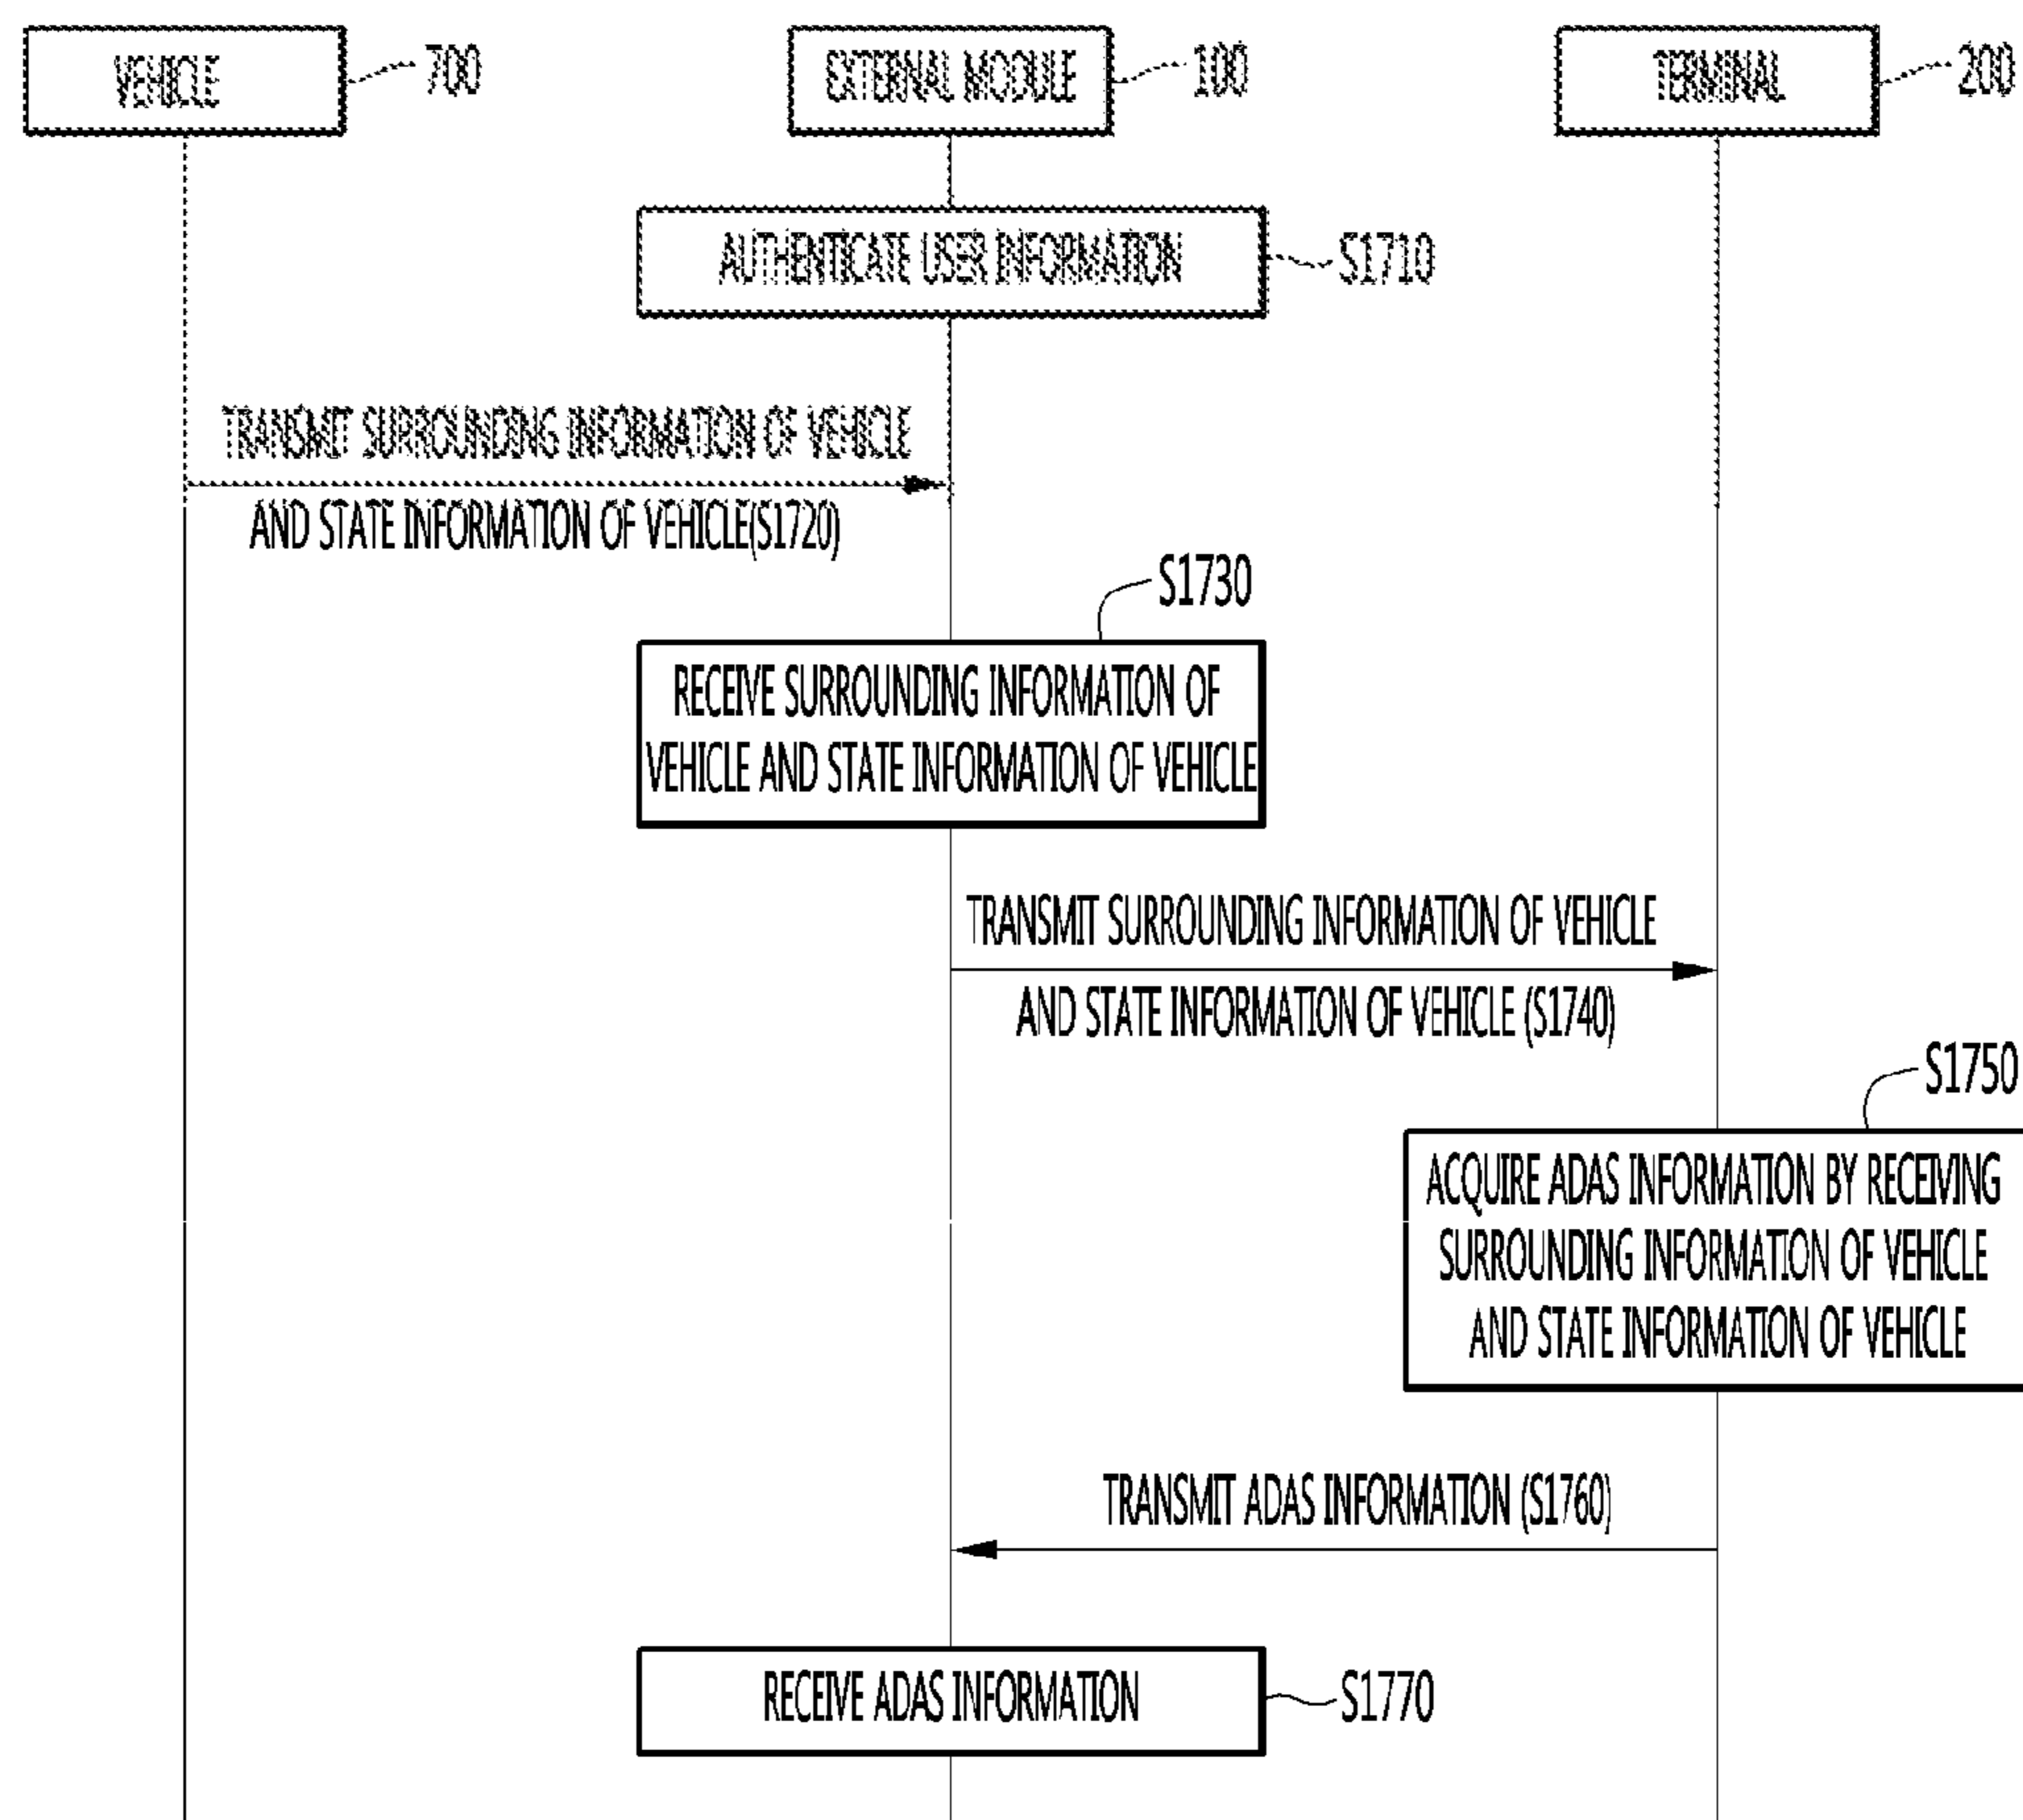 VEHICLE
700
EXTERNAL MODULE
100
TERMINAL
200
AUTHENTICATE USER INFORMATION
S1710
TRANSMIT SURROUNDING INFORMATION OF VEHICLE
AND STATE INFORMATION OF VEHICLE(S1720)
S1730
RECEIVE SURROUNDING INFORMATION OF
VEHICLE AND STATE INFORMATION OF VEHICLE
TRANSMIT SURROUNDING INFORMATION OF VEHICLE
AND STATE INFORMATION OF VEHICLE (S1740)
S1750
ACQUIRE ADAS INFORMATION BY RECEIVING
SURROUNDING INFORMATION OF VEHICLE
AND STATE INFORMATION OF VEHICLE
TRANSMIT ADAS INFORMATION (S1760)
RECEIVE ADAS INFORMATION
S1770